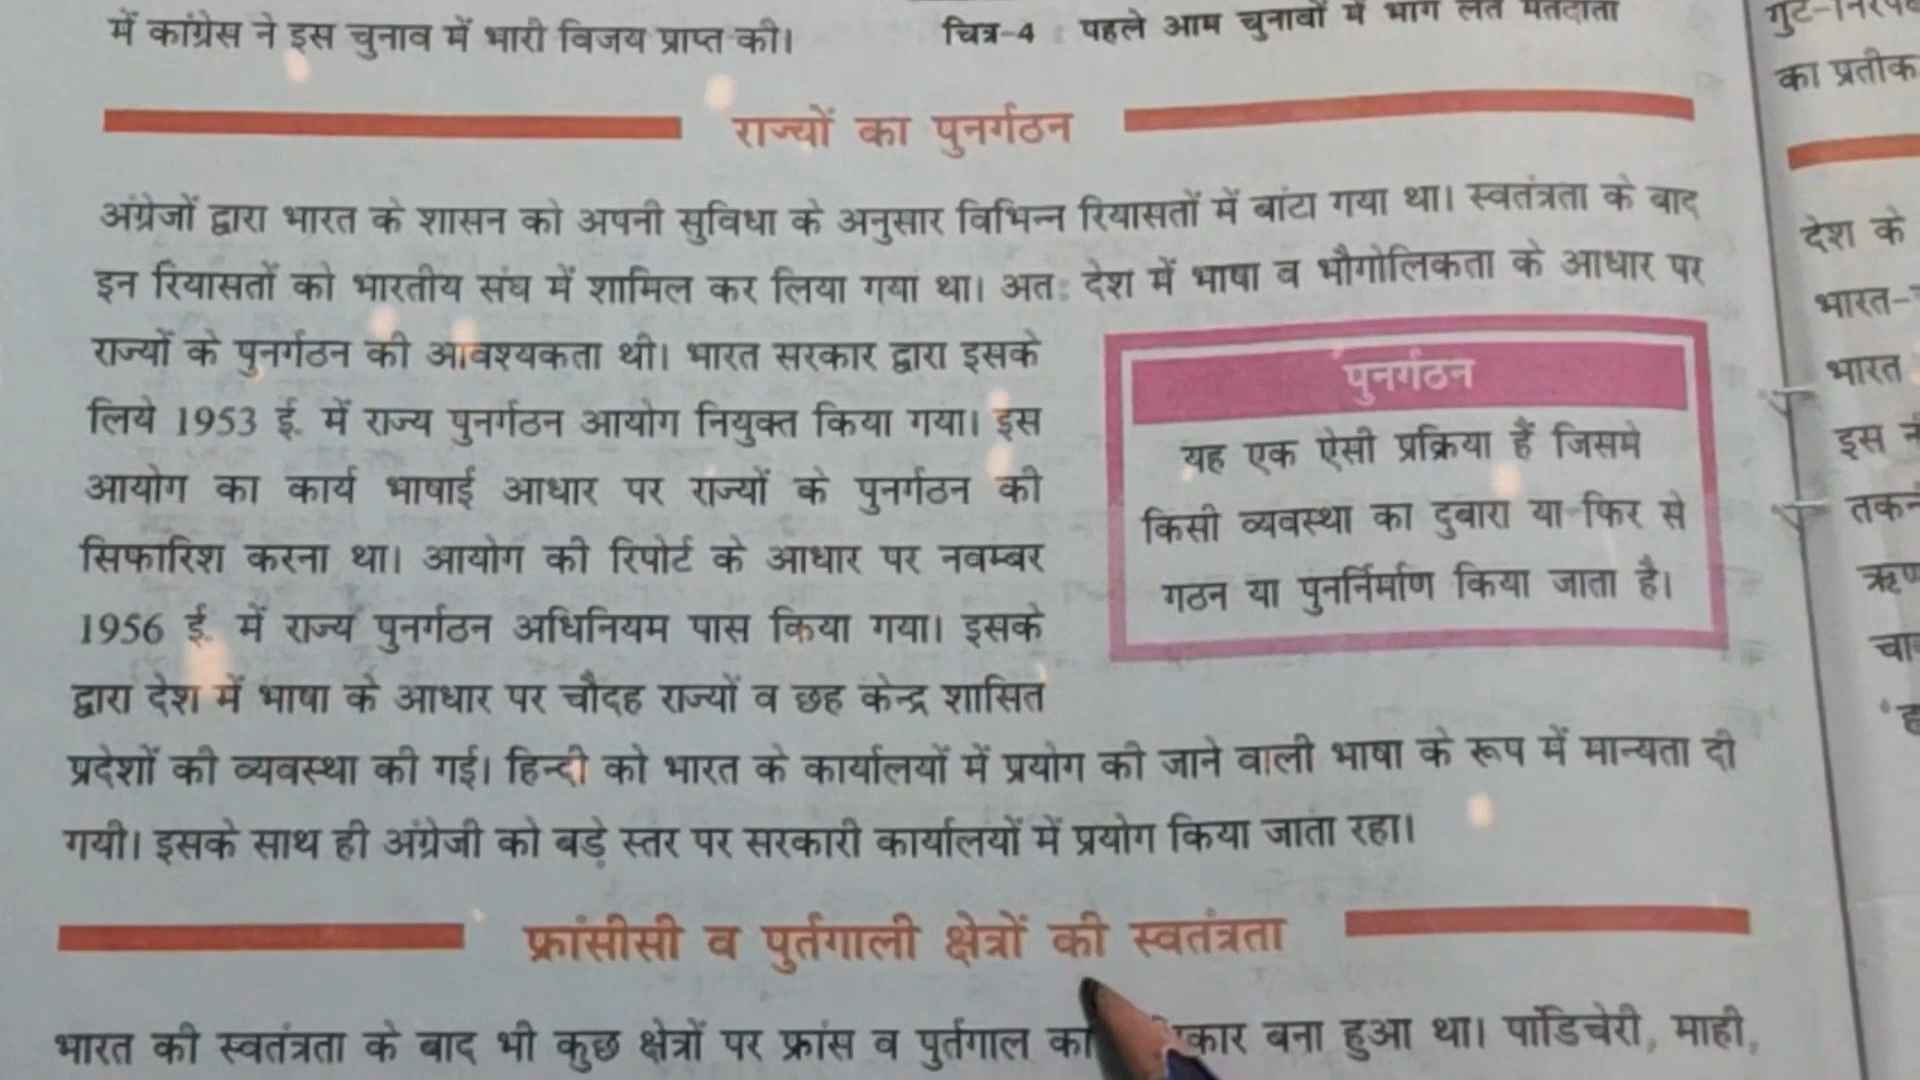 में कांग्रेस ने इस चुनाव में भारी विजय प्राप्त की।
चित्र-4 : पहले आम चुनावों में भाग लेते मतदाता
राज्यों का पुनर्गठन
अंग्रेजों द्वारा भारत के शासन को अपनी सुविधा के अनुसार विभिन्न रियासतों में बांटा गया था। स्वतंत्रता के बाद
इन रियासतों को भारतीय संघ में शामिल कर लिया गया था। अतः देश में भाषा व भौगोलिकता के आधार पर
राज्यों के पुनर्गठन की आवश्यकता थी। भारत सरकार द्वारा इसके
लिये 1953 ई. में राज्य पुनर्गठन आयोग नियुक्त किया गया। इस
आयोग का कार्य भाषाई आधार पर राज्यों के पुनर्गठन की
सिफारिश करना था। आयोग की रिपोर्ट के आधार पर नवम्बर
1956 ई. में राज्य पुनर्गठन अधिनियम पास किया गया। इसके
द्वारा देश में भाषा के आधार पर चौदह राज्यों व छह केन्द्र शासित
प्रदेशों की व्यवस्था की गई। हिन्दी को भारत के कार्यालयों में प्रयोग की जाने वाली भाषा के रूप में मान्यता दी
गयी। इसके साथ ही अंग्रेजी को बड़े स्तर पर सरकारी कार्यालयों में प्रयोग किया जाता रहा।
पुनर्गठन
यह एक ऐसी प्रक्रिया हैं जिसमे
किसी व्यवस्था का दुबारा या फिर से
गठन या पुनर्निर्माण किया जाता है।
फ्रांसीसी व पुर्तगाली क्षेत्रों की स्वतंत्रता
भारत की स्वतंत्रता के बाद भी कुछ क्षेत्रों पर फ्रांस व पुर्तगाल का बना हुआ था। पांडिचेरी, माही,
का प्रतीक
देश के
भारत
इस